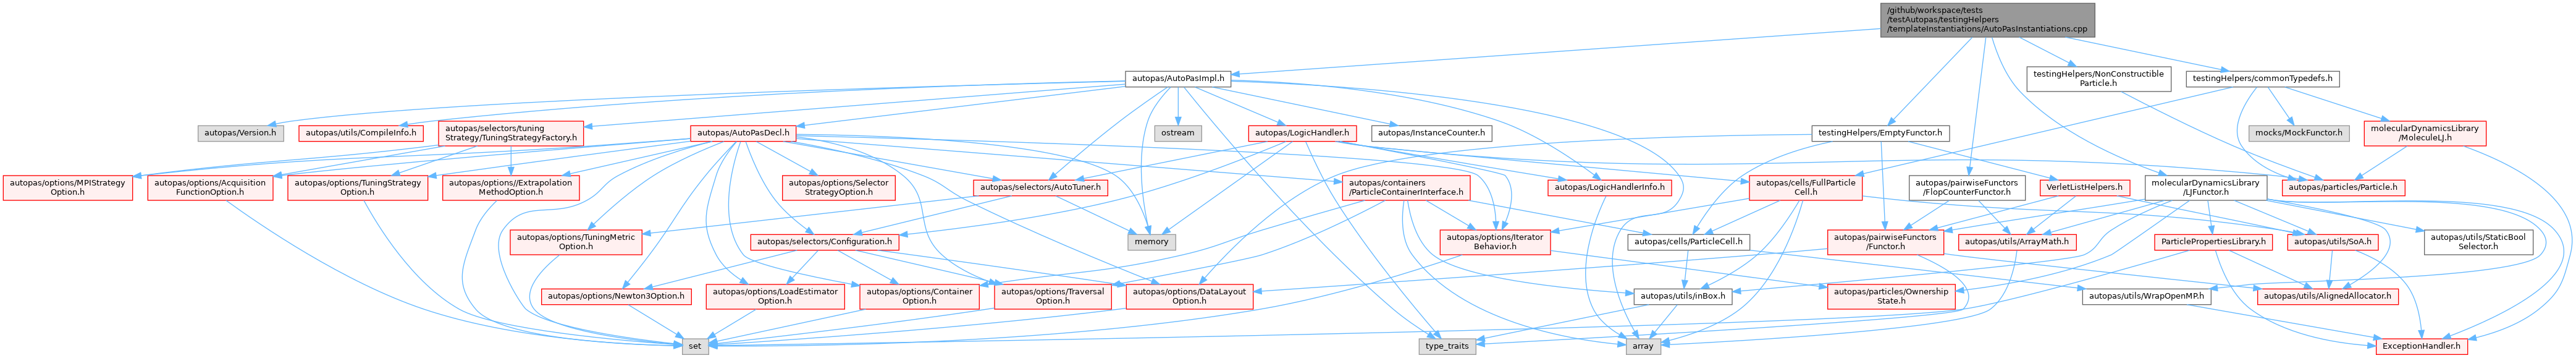 /github/workspace/tests
/testAutopas/testingHelpers
/templateInstantiations/AutoPasInstantiations.cpp
autopas/AutoPasImpl.h
testingHelpers/NonConstructible
Particle.h
testingHelpers/commonTypedefs.h
autopas/Version.h
autopas/utils/CompileInfo.h
autopas/selectors/tuning
Strategy/TuningStrategyFactory.h
autopas/AutoPasDecl.h
ostream
autopas/LogicHandler.h
autopas/InstanceCounter.h
testingHelpers/EmptyFunctor.h
mocks/MockFunctor.h
molecularDynamicsLibrary
/MoleculeLJ.h
autopas/options/MPIStrategy
Option.h
autopas/options/Acquisition
FunctionOption.h
autopas/options/TuningStrategy
Option.h
autopas/options//Extrapolation
MethodOption.h
autopas/options/Selector
StrategyOption.h
autopas/selectors/AutoTuner.h
autopas/containers
/ParticleContainerInterface.h
autopas/LogicHandlerInfo.h
autopas/cells/FullParticle
Cell.h
autopas/pairwiseFunctors
/FlopCounterFunctor.h
VerletListHelpers.h
molecularDynamicsLibrary
/LJFunctor.h
autopas/particles/Particle.h
autopas/options/TuningMetric
Option.h
autopas/selectors/Configuration.h
memory
autopas/options/Iterator
Behavior.h
autopas/cells/ParticleCell.h
autopas/pairwiseFunctors
/Functor.h
autopas/utils/ArrayMath.h
ParticlePropertiesLibrary.h
autopas/utils/SoA.h
autopas/utils/StaticBool
Selector.h
autopas/options/Newton3Option.h
autopas/options/LoadEstimator
Option.h
autopas/options/Container
Option.h
autopas/options/Traversal
Option.h
autopas/options/DataLayout
Option.h
autopas/utils/inBox.h
autopas/particles/Ownership
State.h
autopas/utils/WrapOpenMP.h
autopas/utils/AlignedAllocator.h
set
type_traits
array
ExceptionHandler.h